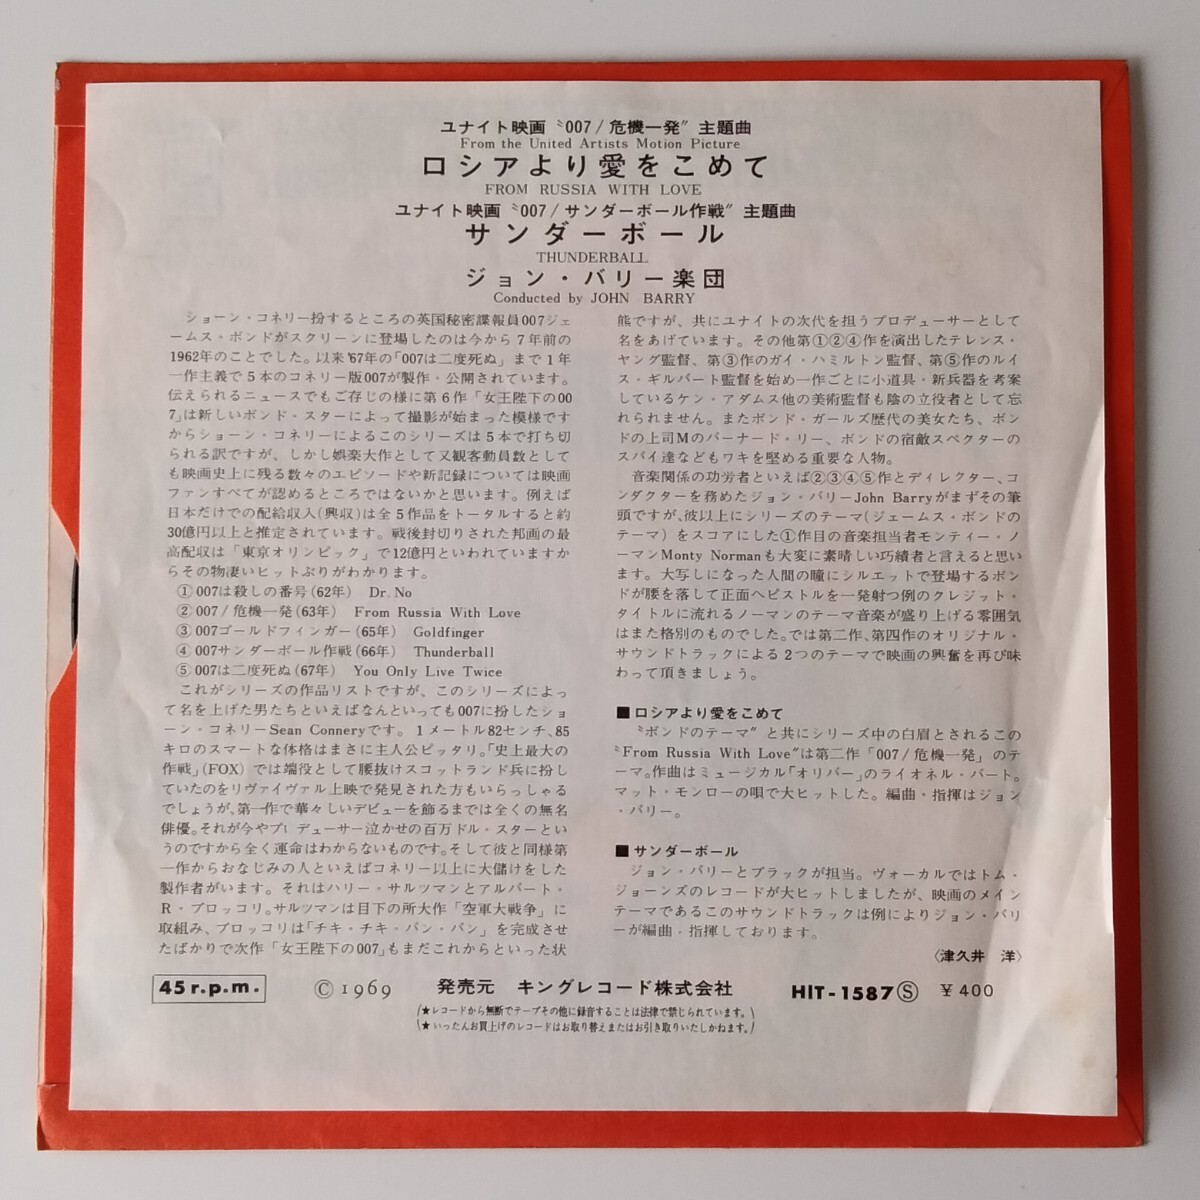 ユナイト映画 〝007/危機一発〟 主題曲
From the United Artists Motion Picture
ロシアより愛をこめて
FROM RUSSIA WITH LOVE
ユナイト映画 〝007/サンダーボール作戦〟 主題曲
サンダーボール
THUNDERBALL
ジョン・バリー楽団
Conducted by JOHN BARRY
ショーン・コネリー扮するところの英国秘密諜報員007ジェ
ームス・ボンドがスクリーンに登場したのは今から7年前の
1962年のことでした。以来'67年の「007は二度死ぬ」まで1年
一作主義で5本のコネリー版007が製作・公開されています。
伝えられるニュースでもご存じの様に第6作「女王陛下の00
7」は新しいボンド・スターによって撮影が始まった模様です
からショーン・コネリーによるこのシリーズは5本で打ち切
られる訳ですが、しかし娯楽大作として又観客動員数として
も映画史上に残る数々のエピソードや新記録については映画
ファンすべてが認めるところではないかと思います。例えば
日本だけでの配給収入(興収)は全5作品をトータルすると約
30億円以上と推定されています。戦後封切りされた邦画の最
高配収は「東京オリンピック」で12億円といわれていますか
らその物凄いヒットぶりがわかります。
①007は殺しの番号(62年) Dr. No
②007/危機一発(63年) From Russia With Love
③007ゴールドフィンガー(65年) Goldfinger
④007サンダーボール作戦(66年) Thunderball
⑤007は二度死ぬ(67年) You Only Live Twice
これがシリーズの作品リストですが、このシリーズによっ
て名を上げた男たちといえばなんといっても007に扮したショ
ーン・コネリーSean Conneryです。1メートル82センチ、85
キロのスマートな体格はまさに主人公ピッタリ。「史上最大の
作戦」(FOX)では端役として腰抜けスコットランド兵に扮し
ていたのをリヴァイヴァル上映で発見された方もいらっしゃる
でしょうが、第一作で華々しいデビューを飾るまでは全くの無名
俳優。それが今やプロデューサー泣かせの百万ドル・スターとい
うのですから全く運命はわからないものです。そして彼と同様第
一作からおなじみの人といえばコネリー以上に大儲けをした
製作者がいます。それはハリー・サルツマンとアルバート・
R・ブロッコリ。サルツマンは目下の所大作「空軍大戦争」に
取組み、ブロッコリは「チキ・チキ・バン・バン」を完成させ
たばかりで次作「女王陛下の007」もまだこれからといった状
態ですが、共にユナイトの次代を担うプロデューサーとして
名をあげています。その他第①②④作を演出したテレンス・
ヤング監督、第③作のガイ・ハミルトン監督、第⑤作のルイ
ス・ギルバート監督を始め一作ごとに小道具・新兵器を考案
しているケン・アダムス他の美術監督も陰の立役者として忘
れられません。またボンド・ガールズ歴代の美女たち、ボン
ドの上司Mのバーナード・リー、ボンドの宿敵スペクターの
スパイ達などもワキを堅める重要な人物。
音楽関係の功労者といえば②③④⑤作とディレクター、コ
ンダクターを務めたジョン・バリーJohn Barryがまずその筆
頭ですが、彼以上にシリーズのテーマ(ジェームス・ボンドの
テーマ)をスコアにした①作目の音楽担当者モンティー・ノ
ーマンMonty Normanも大変に素晴しい功績者と言えると思い
ます。大写しになった人間の瞳にシルエットで登場するボン
ドが腰を落して正面へピストルを一発射つ例のクレジット・
タイトルに流れるノーマンのテーマ音楽が盛り上げる雰囲気
はまた格別のものでした。では第二作、第四作のオリジナル・
サウンドトラックによる2つのテーマで映画の興奮を再び味
わって頂きましょう。
■ロシアより愛をこめて
〝ボンドのテーマ〟と共にシリーズ中の白眉とされるこの
〝From Russia With Love〟は第二作「007/危機一発」のテ
ーマ。作曲はミュージカル「オリバー」のライオネル・バート。
マット・モンローの唄で大ヒットした。編曲・指揮はジョン
・バリー。
■サンダーボール
ジョン・バリーとブラックが担当。ヴォーカルではトム・
ジョーンズのレコードが大ヒットしましたが、映画のメイン
テーマであるこのサウンドトラックは例によりジョン・バリ
ーが編曲・指揮しております。
〈津久井 洋〉
45 r.p.m. Ⓒ1969 発売元 キングレコード株式会社 HIT-1587Ⓢ ¥400
★レコードから無断でテープその他に録音することは法律で禁じられています。
★いったんお買上げのレコードはお取り替えまたはお引き取りいたしかねます。